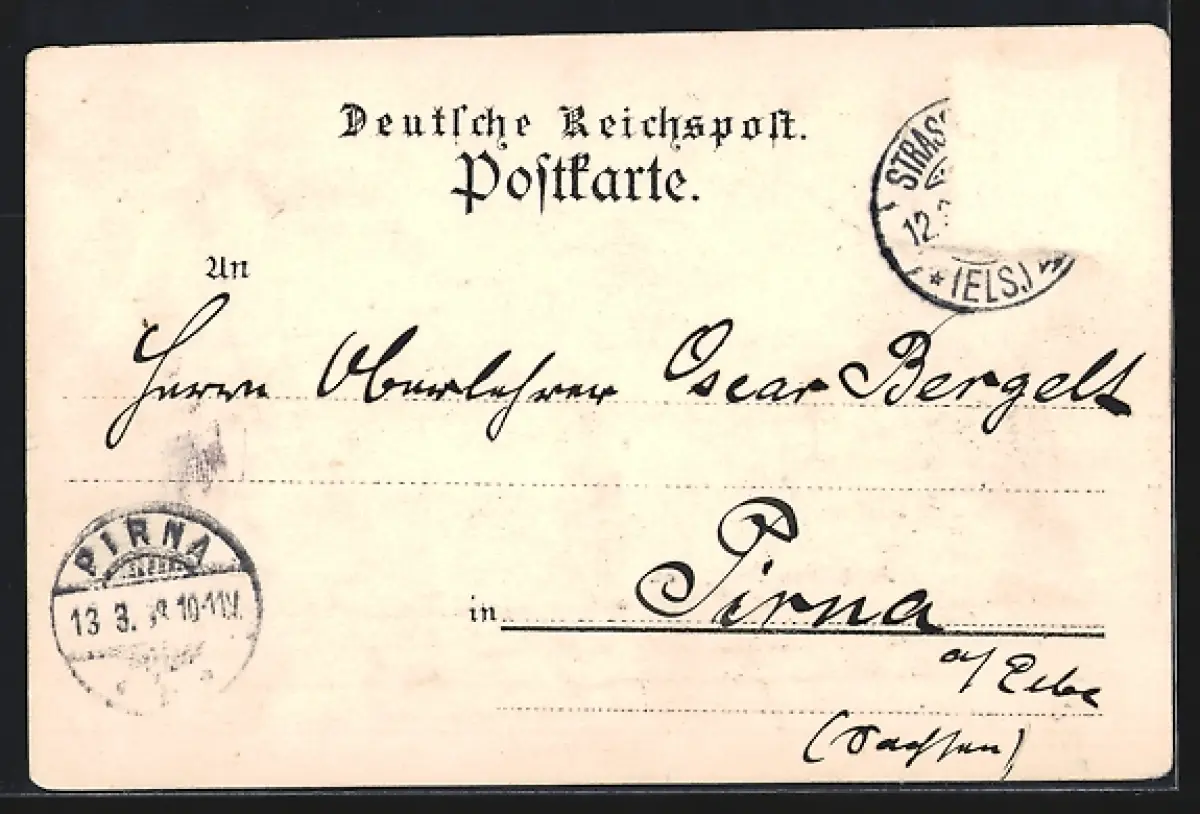 Deutsche Reichspost.
Postkarte.
STRASS
12.3
* (ELS.)
An
Herrn Oberlehrer Oscar Bergelt
PIRNA
13 3. 10-11V.
in Pirna
a/ Elbe
(Sachsen)